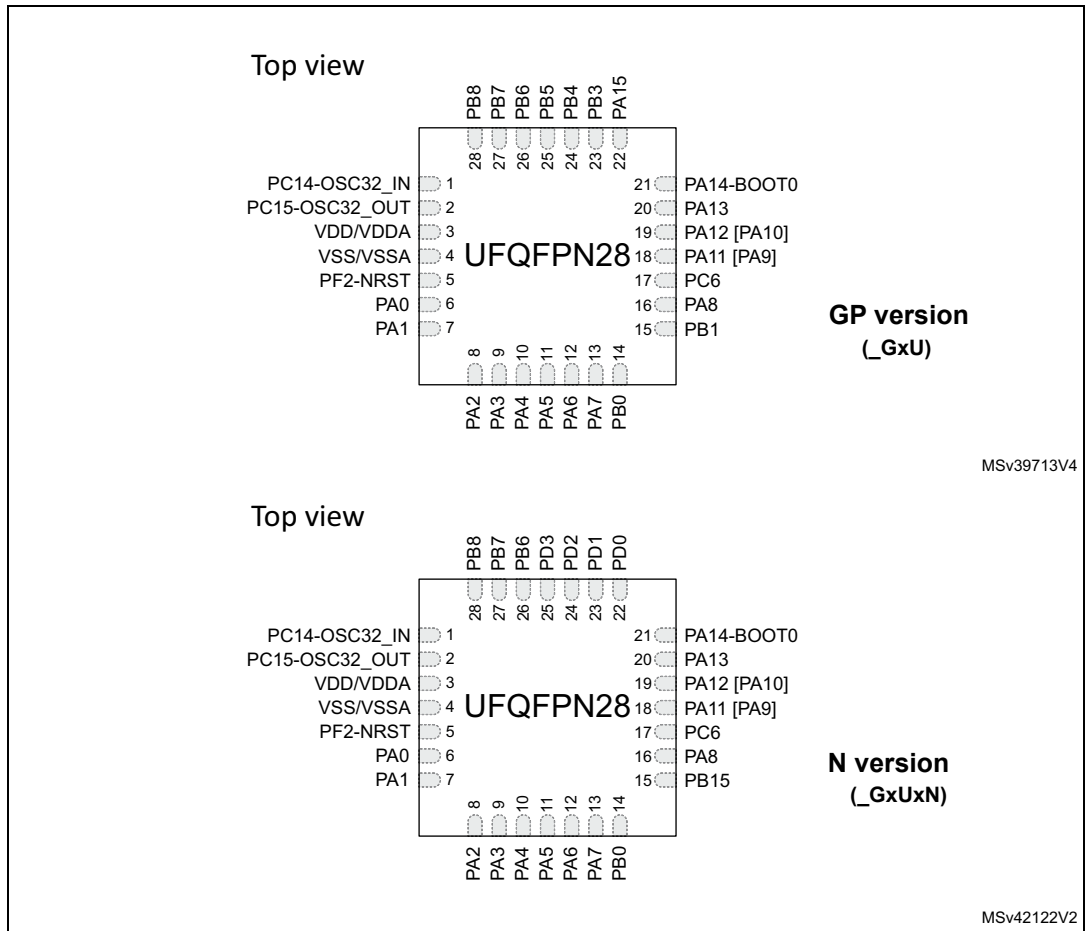 Top view
PB8
PB7
PB6
PB5
PB4
PB3
PA15
28
27
26
25
24
23
22
PC14-OSC32_IN 1
PC15-OSC32_OUT 2
VDD/VDDA 3
VSS/VSSA 4
PF2-NRST 5
PA0 6
PA1 7
UFQFPN28
21 PA14-BOOT0
20 PA13
19 PA12 [PA10]
18 PA11 [PA9]
17 PC6
16 PA8
15 PB1
8
9
10
11
12
13
14
PA2
PA3
PA4
PA5
PA6
PA7
PB0
GP version
(_GxU)
MSv39713V4
Top view
PB8
PB7
PB6
PD3
PD2
PD1
PD0
28
27
26
25
24
23
22
PC14-OSC32_IN 1
PC15-OSC32_OUT 2
VDD/VDDA 3
VSS/VSSA 4
PF2-NRST 5
PA0 6
PA1 7
UFQFPN28
21 PA14-BOOT0
20 PA13
19 PA12 [PA10]
18 PA11 [PA9]
17 PC6
16 PA8
15 PB15
8
9
10
11
12
13
14
PA2
PA3
PA4
PA5
PA6
PA7
PB0
N version
(_GxUxN)
MSv42122V2